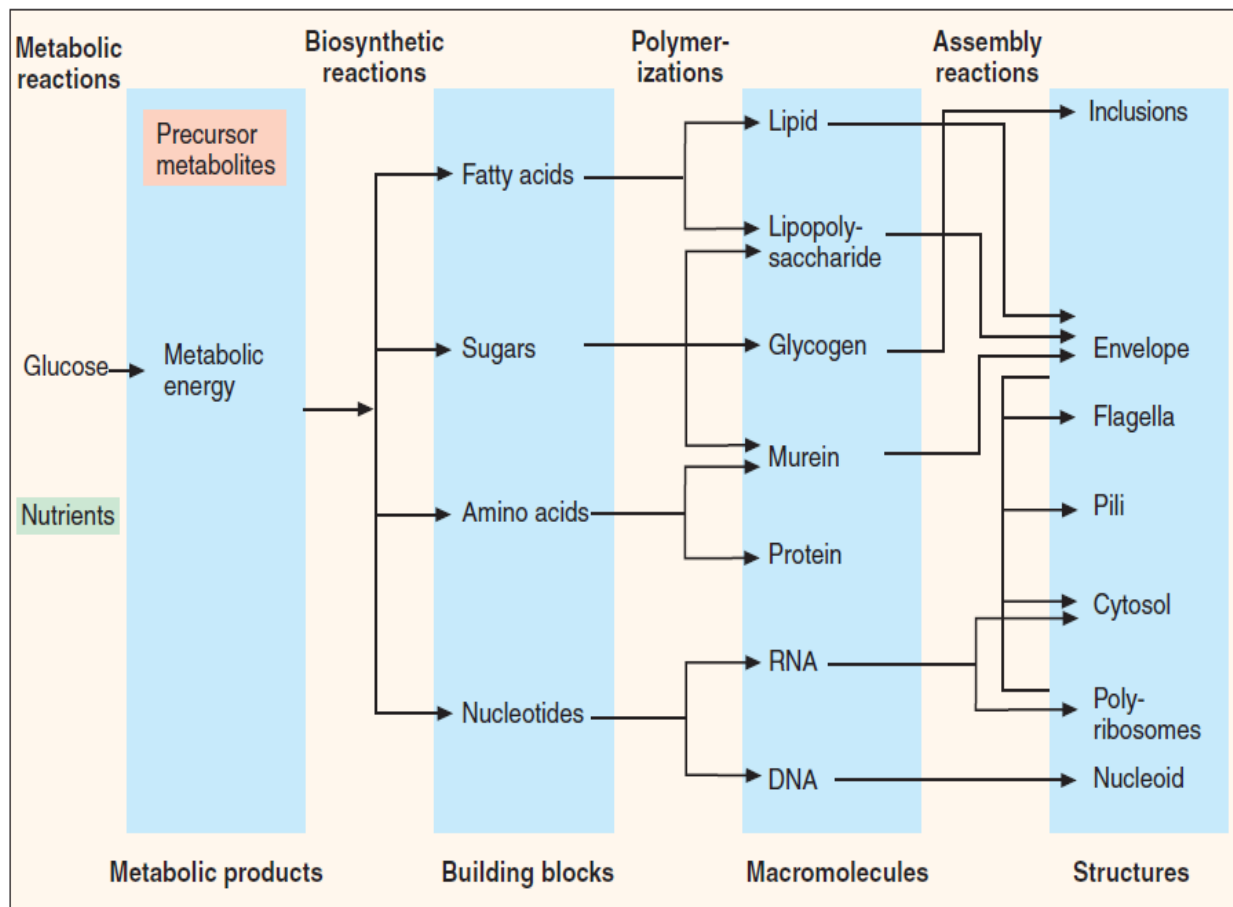 Metabolic
reactions
Biosynthetic
reactions
Polymer-
izations
Assembly
reactions
Precursor
metabolites
Glucose
Metabolic
energy
Nutrients
Fatty acids
Sugars
Amino acids
Nucleotides
Lipid
Lipopoly-
saccharide
Glycogen
Murein
Protein
RNA
DNA
Inclusions
Envelope
Flagella
Pili
Cytosol
Poly-
ribosomes
Nucleoid
Metabolic products
Building blocks
Macromolecules
Structures